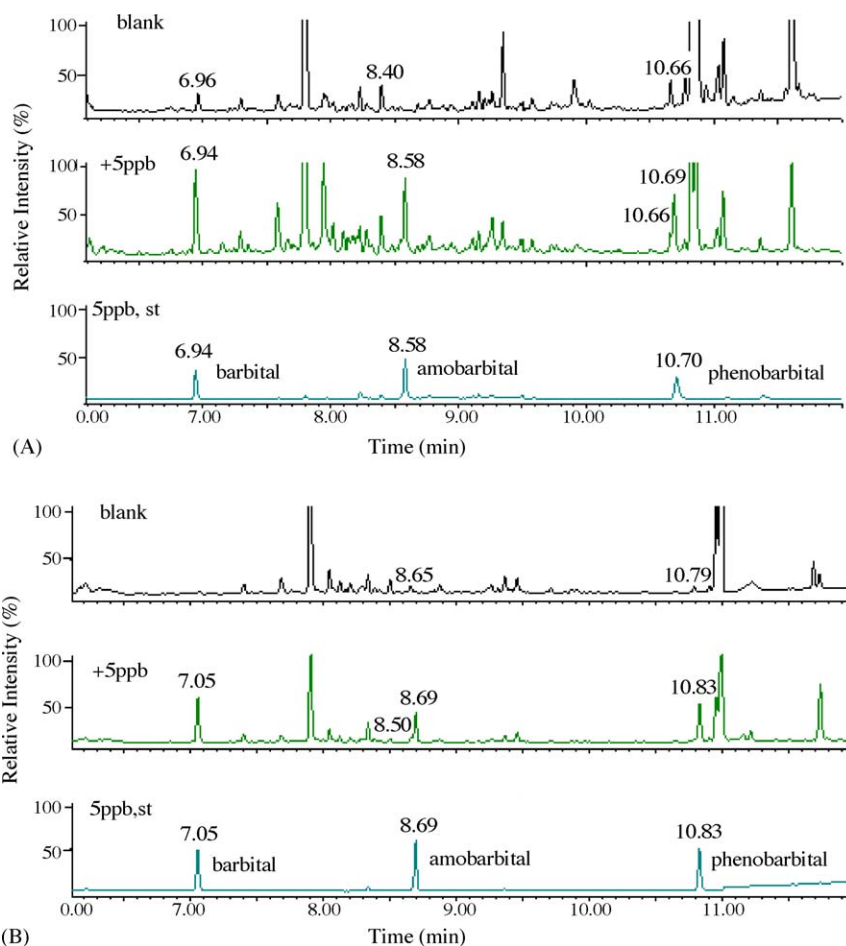 100
blank
50
6.96
8.40
10.66
100
+5ppb
50
6.94
8.58
10.69
10.66
Relative Intensity (%)
100
5ppb, st
50
6.94
barbital
8.58
amobarbital
10.70
phenobarbital
0.00 7.00 8.00 9.00 10.00 11.00
(A)
Time (min)
100
blank
50
8.65
10.79
100
+5ppb
50
7.05
8.50
8.69
10.83
Relative Intensity (%)
100
5ppb,st
50
7.05
barbital
8.69
amobarbital
10.83
phenobarbital
0.00 7.00 8.00 9.00 10.00 11.00
(B)
Time (min)